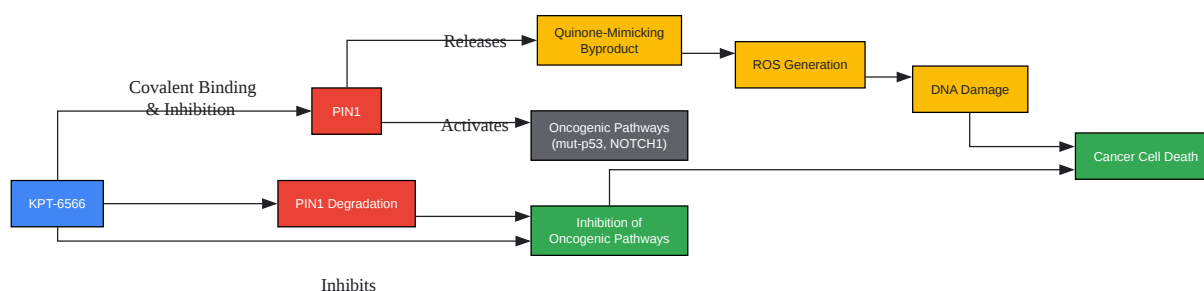 Releases
Quinone-Mimicking
Byproduct
ROS Generation
DNA Damage
Covalent Binding
& Inhibition
PIN1
Activates
Oncogenic Pathways
(mut-p53, NOTCH1)
Cancer Cell Death
KPT-6566
PIN1 Degradation
Inhibition of
Oncogenic Pathways
Inhibits